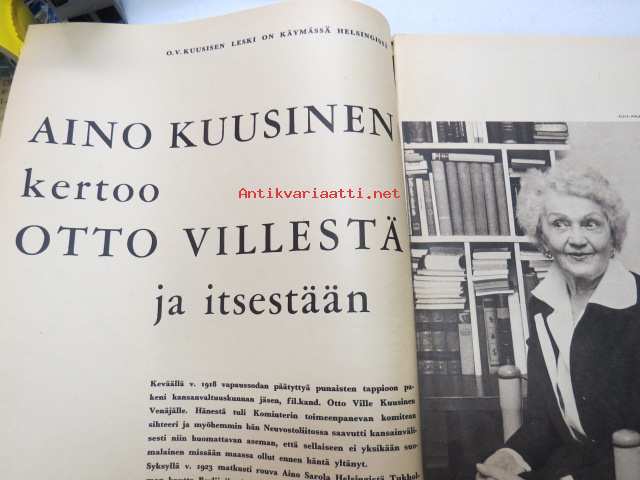 O.V. KUUSISEN LESKI ON KÄYMÄSSÄ HELSINGISSÄ
AINO KUUSINEN
kertoo
Antikvariaatti.net
OTTO VILLESTÄ
ja itsestään
Keväällä v. 1918 vapaussodan päätyttyä punaisten tappioon pa-
keni kansanvaltuuskunnan jäsen, fil.kand. Otto Ville Kuusinen
Venäjälle. Hänestä tuli Kominternin toimeenpanevan komitean
sihteeri ja myöhemmin hän Neuvostoliitossa saavutti kansainväli-
sesti niin huomattavan aseman, että sellaiseen ei yksikään suo-
malainen missään maassa ollut ennen häntä yltänyt.
Syksyllä v. 1923 matkusti rouva Aino Sarola Helsingistä Tukhol-